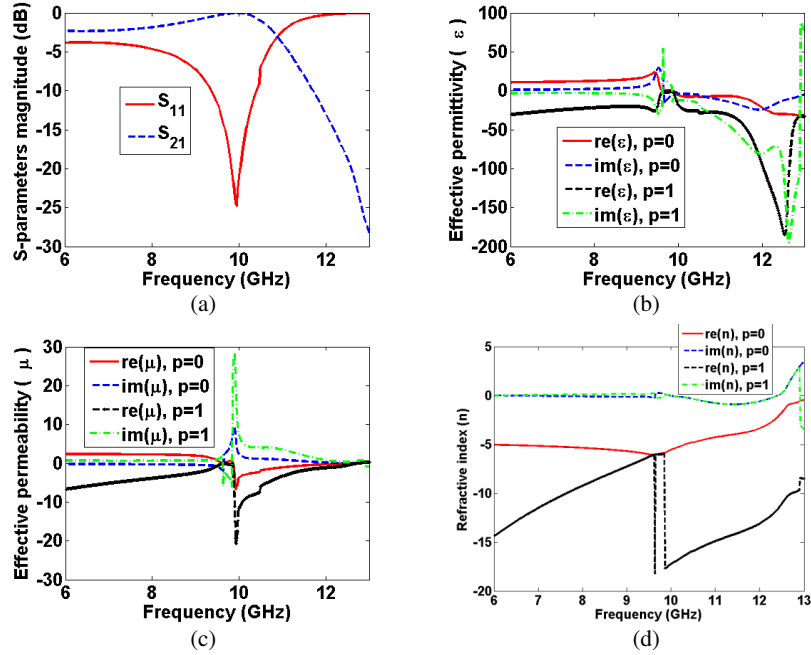 S-parameters magnitude (dB)
0
-5
-10
-15
-20
-25
-30
S11
S21
6 8 10 12
Frequency (GHz)
(a)
Effective permittivity ( ε)
100
50
0
-50
-100
-150
-200
re(ε), p=0
im(ε), p=0
re(ε), p=1
im(ε), p=1
6 8 10 12
Frequency (GHz)
(b)
Effective permeability ( μ)
30
20
10
0
-10
-20
-30
re(μ), p=0
im(μ), p=0
re(μ), p=1
im(μ), p=1
6 8 10 12
Frequency (GHz)
(c)
Refractive index (n)
5
0
-5
-10
-15
-20
re(n), p=0
im(n), p=0
re(n), p=1
im(n), p=1
6 7 8 9 10 11 12 13
Frequency (GHz)
(d)